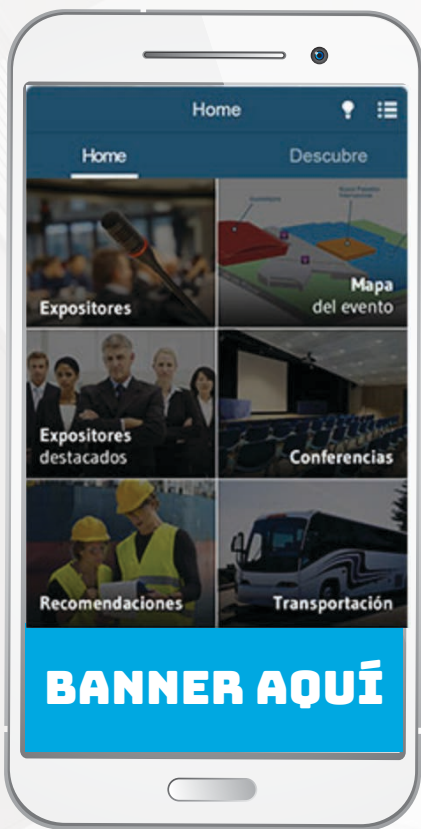 Home
Home
Descubre
Expositores
Mapa
del evento
Expositores
destacados
Conferencias
Recomendaciones
Transportación
BANNER AQUÍ